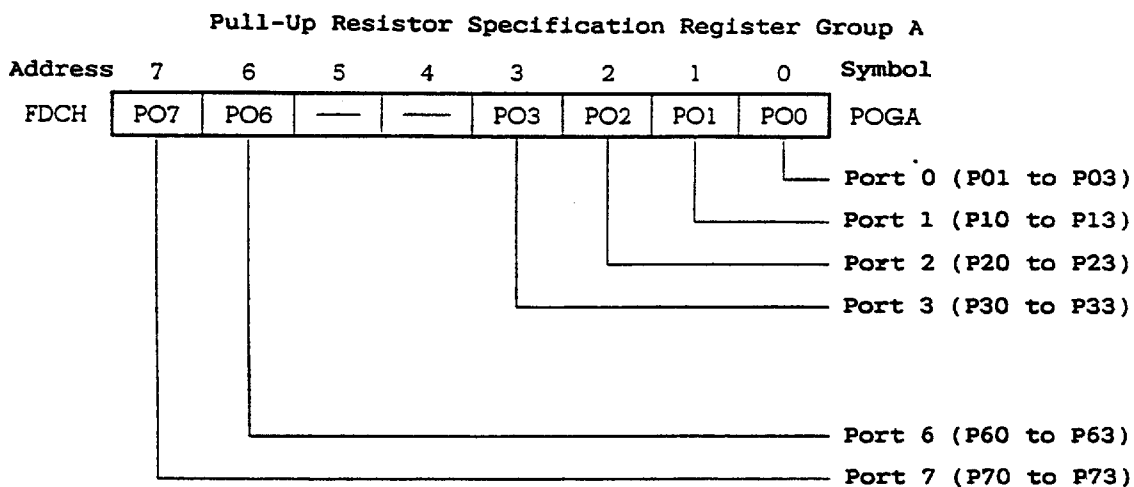 Pull-Up Resistor Specification Register Group A
Address 7 6 5 4 3 2 1 0 Symbol
FDCH PO7 PO6 — — PO3 PO2 PO1 PO0 POGA
Port 0 (P01 to P03)
Port 1 (P10 to P13)
Port 2 (P20 to P23)
Port 3 (P30 to P33)
Port 6 (P60 to P63)
Port 7 (P70 to P73)